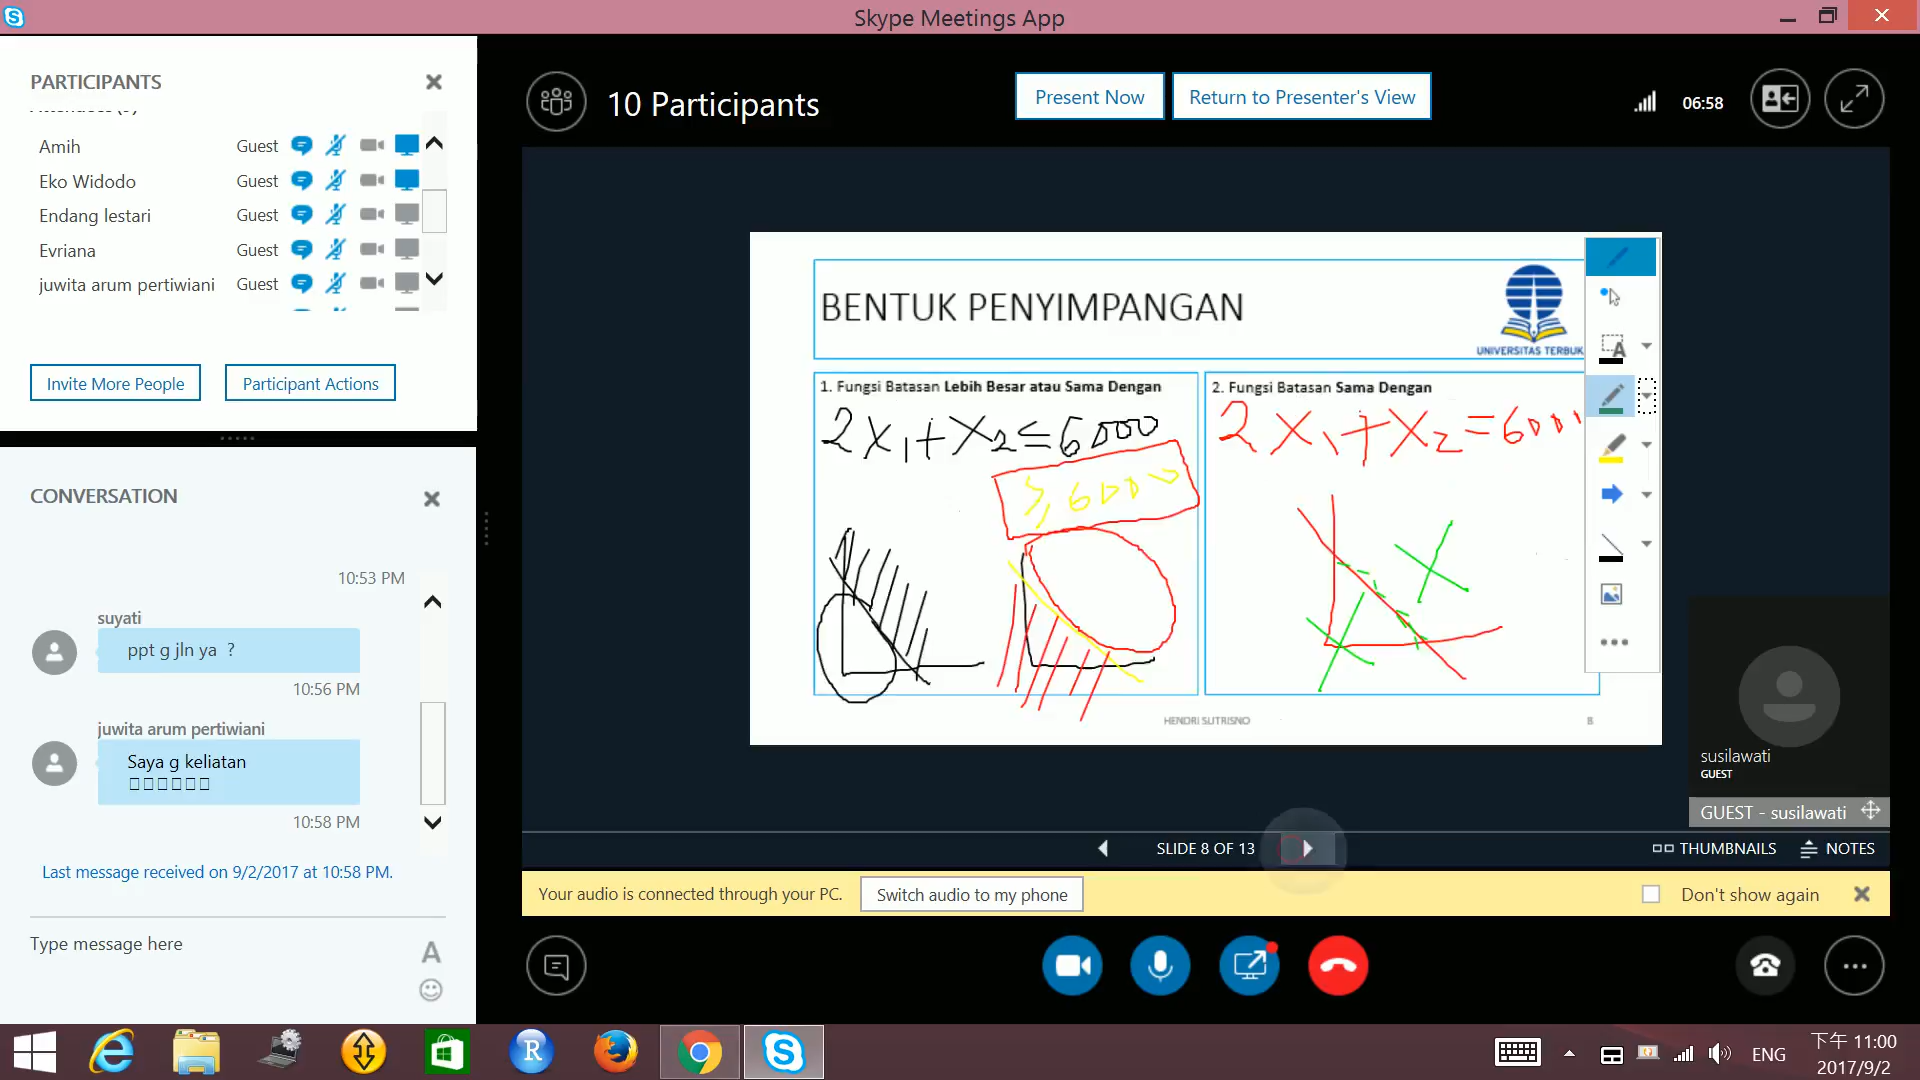 Skype Meetings App
PARTICIPANTS
Amih Guest
Eko Widodo Guest
Endang lestari Guest
Evriana Guest
juwita arum pertiwiani Guest
Invite More People
Participant Actions
CONVERSATION
10:53 PM
suyati
ppt g jln ya ?
10:56 PM
juwita arum pertiwiani
Saya g keliatan
10:58 PM
Last message received on 9/2/2017 at 10:58 PM.
Type message here
10 Participants
Present Now
Return to Presenter's View
06:58
BENTUK PENYIMPANGAN
UNIVERSITAS TERBUK
1. Fungsi Batasan Lebih Besar atau Sama Dengan
2x₁+x₂≤6000
≥6000
2. Fungsi Batasan Sama Dengan
2x₁+x₂=6000
HENDRI SUTRISNO
8
susilawati
GUEST
GUEST - susilawati
SLIDE 8 OF 13
THUMBNAILS
NOTES
Your audio is connected through your PC.
Switch audio to my phone
Don't show again
ENG
下午 11:00
2017/9/2